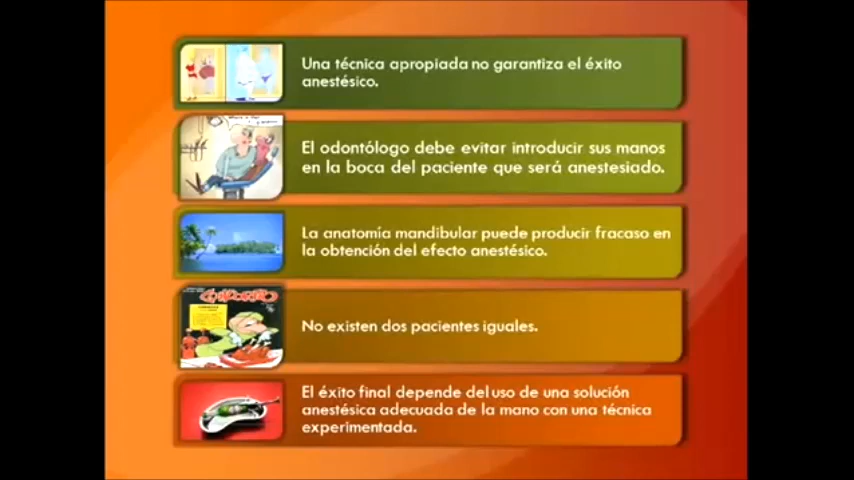 Una técnica apropiada no garantiza el éxito
anestésico.
El odontólogo debe evitar introducir sus manos
en la boca del paciente que será anestesiado.
La anatomía mandibular puede producir fracaso en
la obtención del efecto anestésico.
No existen dos pacientes iguales.
El éxito final depende del uso de una solución
anestésica adecuada de la mano con una técnica
experimentada.